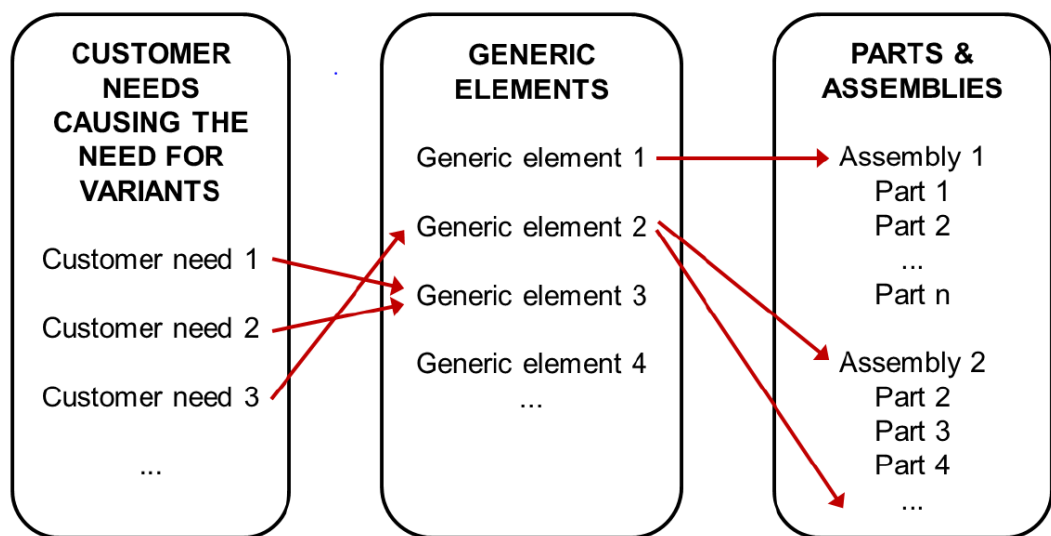 CUSTOMER
NEEDS
CAUSING THE
NEED FOR
VARIANTS
Customer need 1
Customer need 2
Customer need 3
...
GENERIC
ELEMENTS
Generic element 1
Generic element 2
Generic element 3
Generic element 4
...
PARTS &
ASSEMBLIES
Assembly 1
Part 1
Part 2
...
Part n
Assembly 2
Part 2
Part 3
Part 4
...